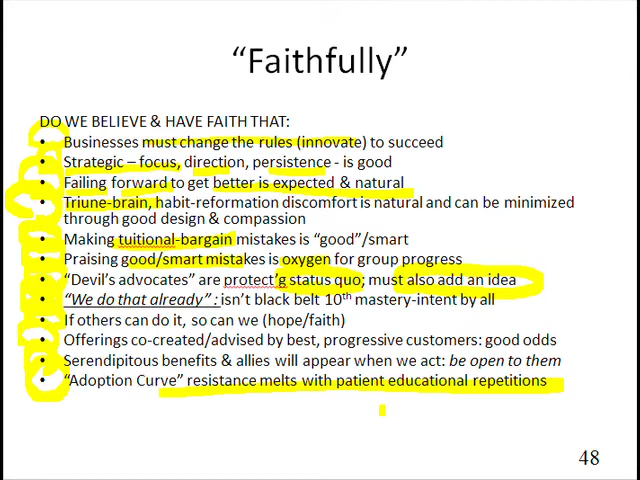 “Faithfully”
DO WE BELIEVE & HAVE FAITH THAT:
• Businesses must change the rules (innovate) to succeed
• Strategic – focus, direction, persistence - is good
• Failing forward to get better is expected & natural
• Triune-brain, habit-reformation discomfort is natural and can be minimized
through good design & compassion
• Making tuitional-bargain mistakes is “good”/smart
• Praising good/smart mistakes is oxygen for group progress
• “Devil’s advocates” are protect’g status quo; must also add an idea
• “We do that already” : isn’t black belt 10th mastery-intent by all
• If others can do it, so can we (hope/faith)
• Offerings co-created/advised by best, progressive customers: good odds
• Serendipitous benefits & allies will appear when we act: be open to them
• “Adoption Curve” resistance melts with patient educational repetitions
48